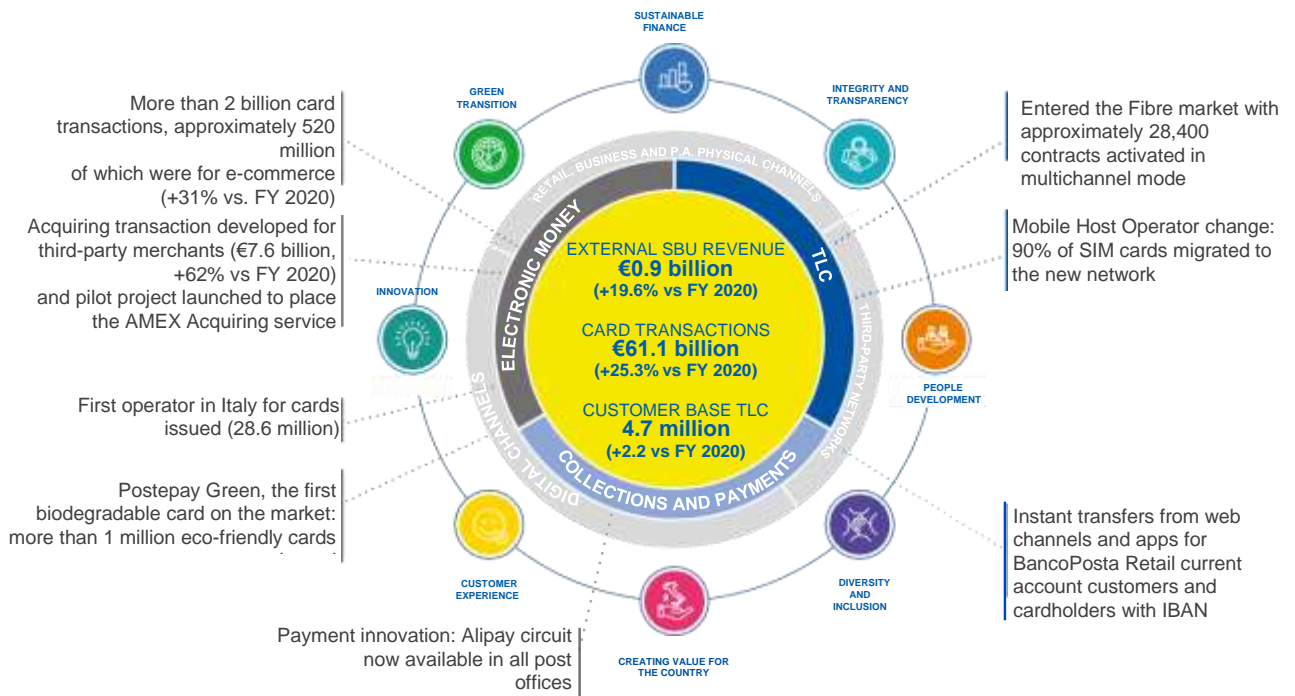 SUSTAINABLE
FINANCE
GREEN
TRANSITION
INTEGRITY AND
TRANSPARENCY
More than 2 billion card
transactions, approximately 520
million
of which were for e-commerce
(+31% vs. FY 2020)
Acquiring transaction developed for
third-party merchants (€7.6 billion,
+62% vs FY 2020)
and pilot project launched to place
the AMEX Acquiring service
INNOVATION
First operator in Italy for cards
issued (28.6 million)
Postepay Green, the first
biodegradable card on the market:
more than 1 million eco-friendly cards
RETAIL, BUSINESS AND P.A. PHYSICAL CHANNELS
ELECTRONIC MONEY
TLC
THIRD-PARTY NETWORKS
DIGITAL CHANNELS
COLLECTIONS AND PAYMENTS
EXTERNAL SBU REVENUE
€0.9 billion
(+19.6% vs FY 2020)
CARD TRANSACTIONS
€61.1 billion
(+25.3% vs FY 2020)
CUSTOMER BASE TLC
4.7 million
(+2.2 vs FY 2020)
Entered the Fibre market with
approximately 28,400
contracts activated in
multichannel mode
Mobile Host Operator change:
90% of SIM cards migrated to
the new network
PEOPLE
DEVELOPMENT
Instant transfers from web
channels and apps for
BancoPosta Retail current
account customers and
cardholders with IBAN
CUSTOMER
EXPERIENCE
DIVERSITY
AND
INCLUSION
Payment innovation: Alipay circuit
now available in all post
offices
CREATING VALUE FOR
THE COUNTRY